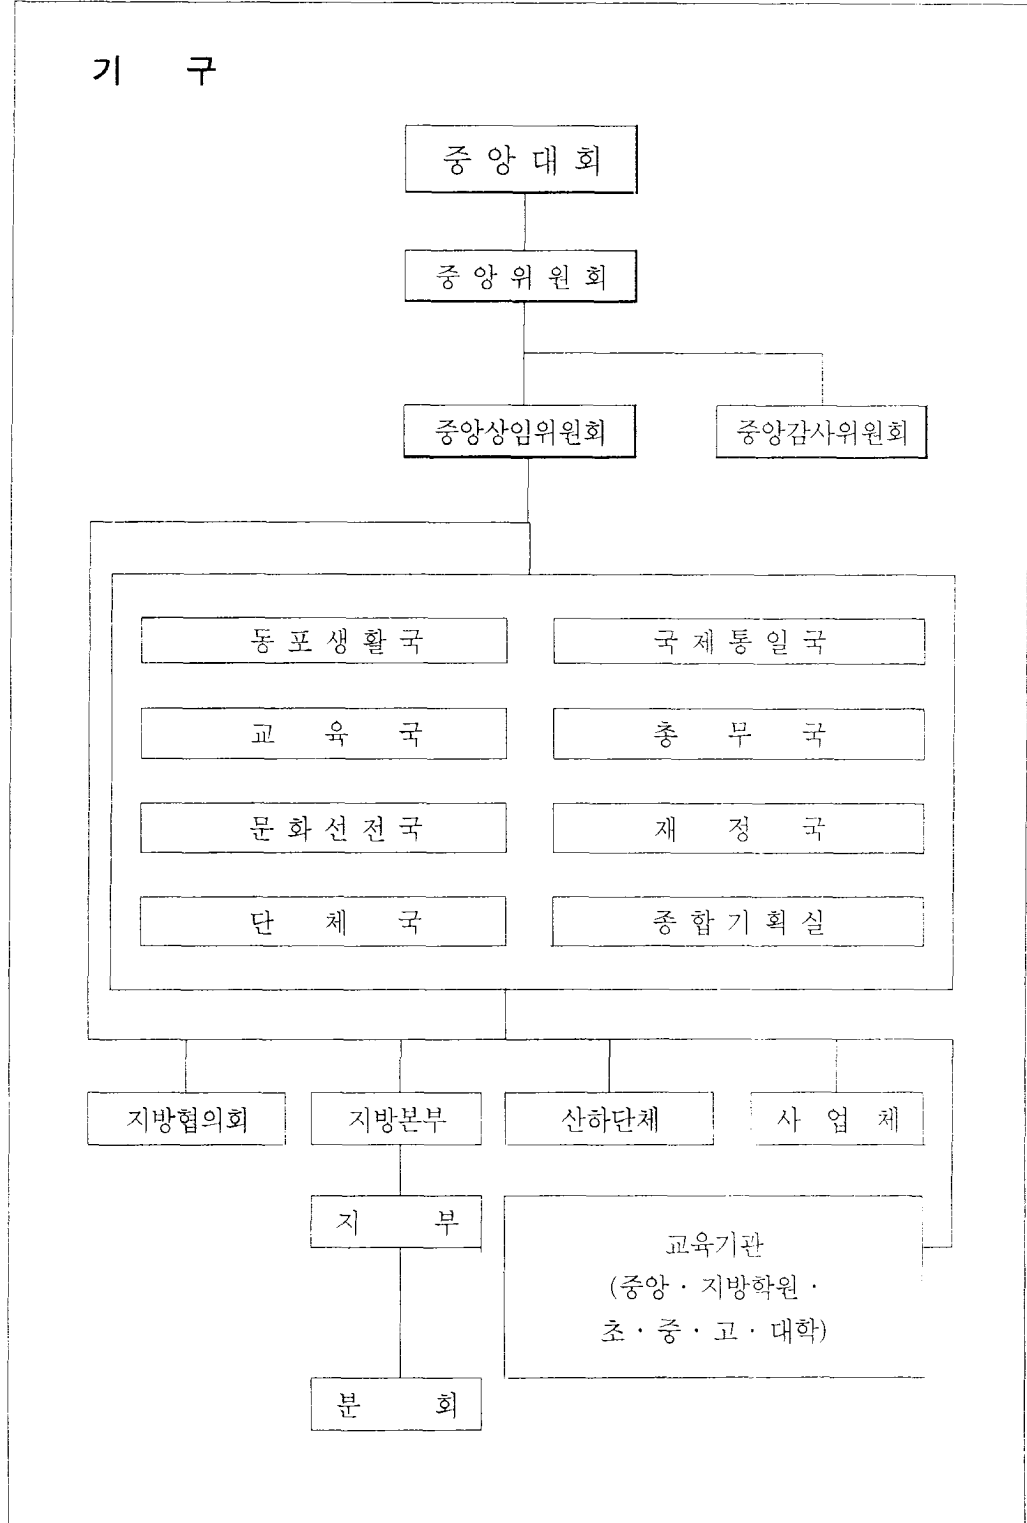 기 구
중 앙 대 회
중 앙 위 원 회
중앙상임위원회
중앙감사위원회
동 포 생 활 국
국 제 통 일 국
교 육 국
총 무 국
문 화 선 전 국
재 정 국
단 체 국
종 합 기 획 실
지방협의회
지방본부
산하단체
사 업 체
지 부
교육기관
(중앙 · 지방학원 ·
초 · 중 · 고 · 대학)
분 회